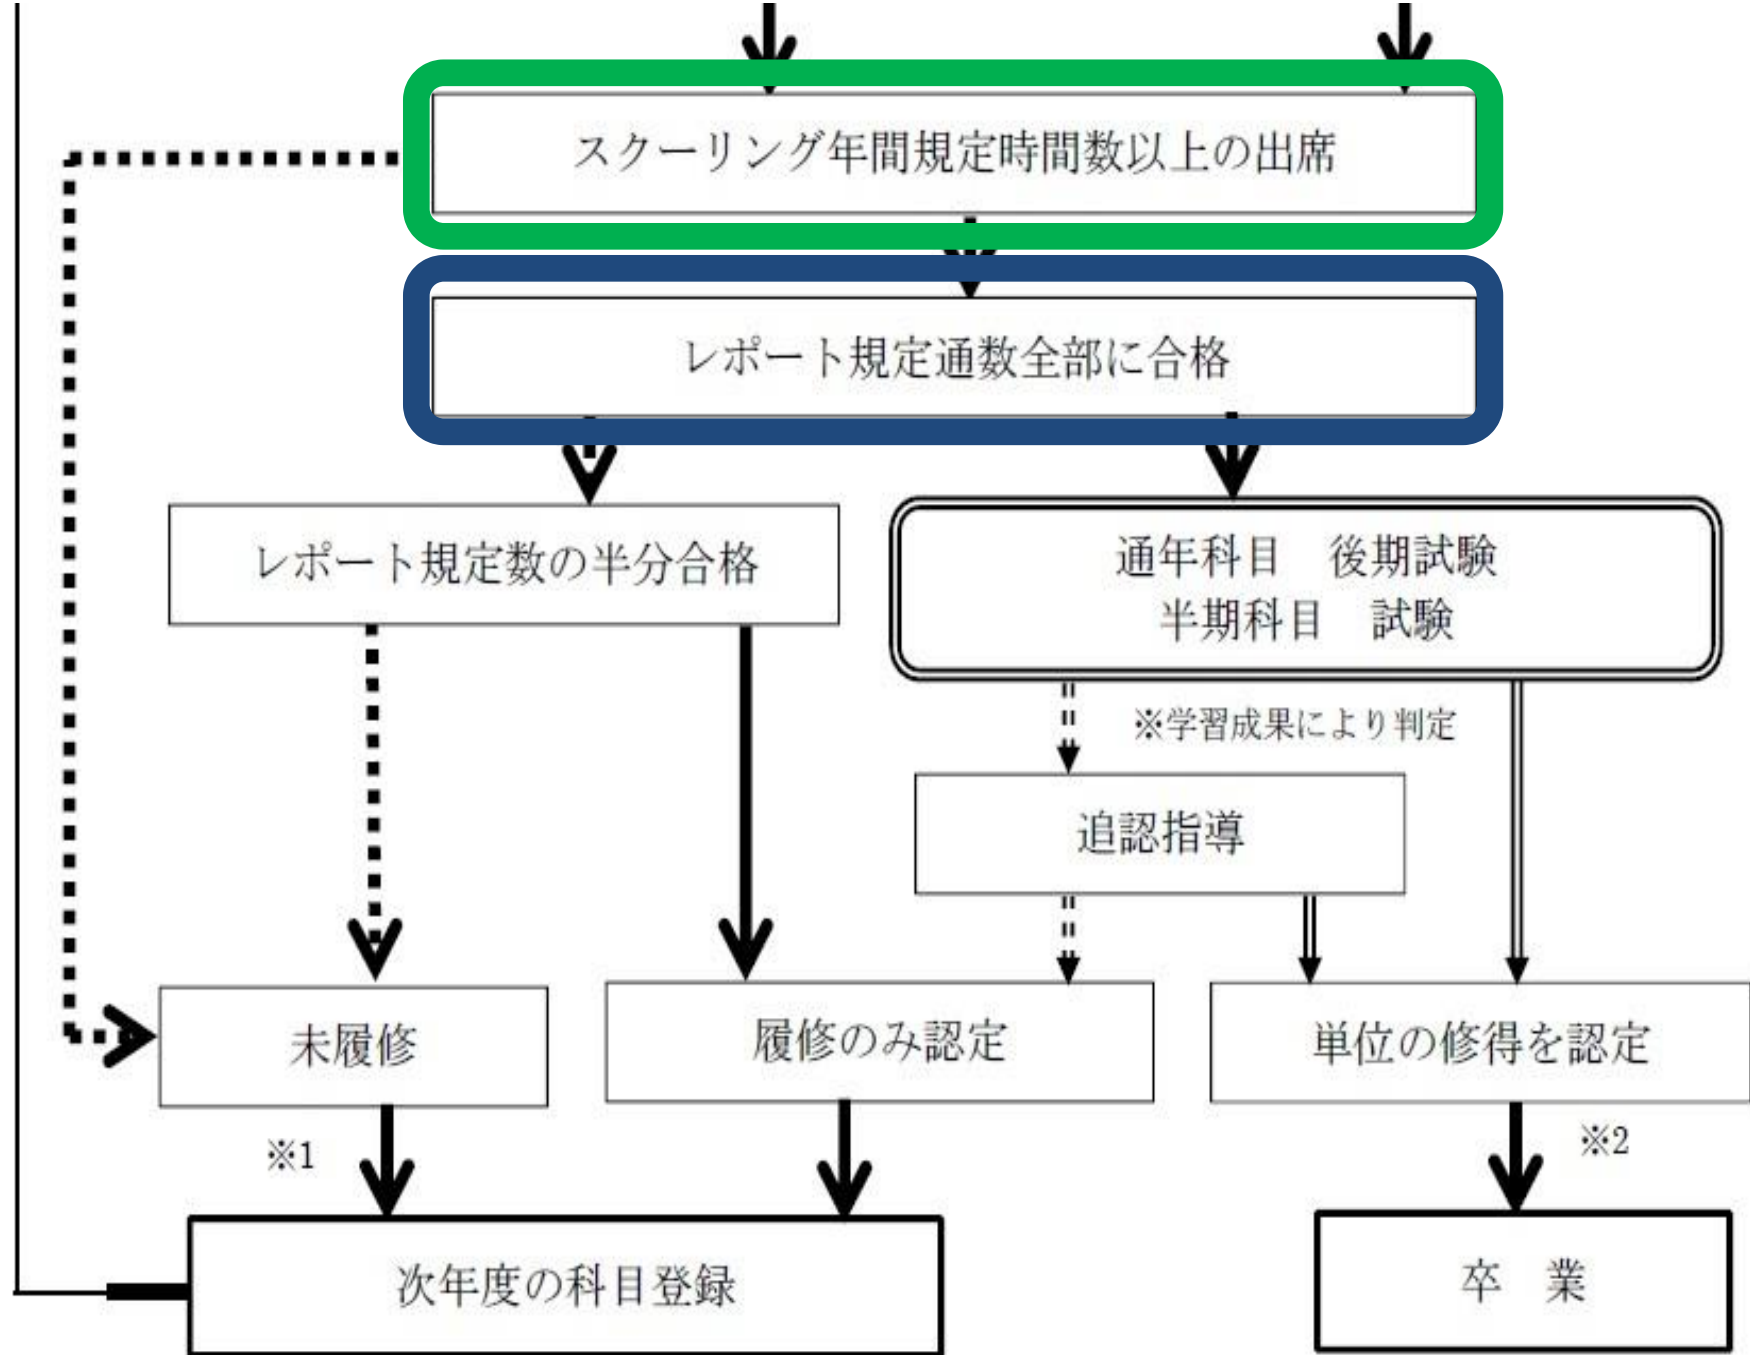 スクーリング年間規定時間数以上の出席
レポート規定通数全部に合格
レポート規定数の半分合格
通年科目　後期試験
半期科目　試験
※学習成果により判定
追認指導
未履修
履修のみ認定
単位の修得を認定
※1
※2
次年度の科目登録
卒　業